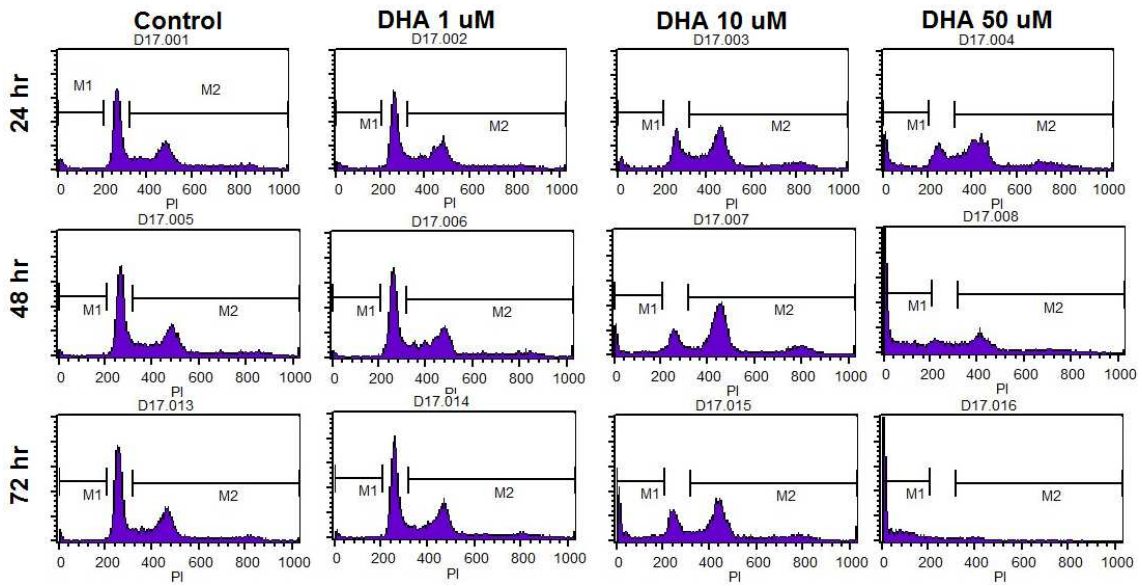 Control DHA 1 uM DHA 10 uM DHA 50 uM
D17.001 D17.002 D17.003 D17.004
24 hr
M1 M2 M1 M2 M1 M2 M1 M2
0 200 400 600 800 1000 0 200 400 600 800 1000 0 200 400 600 800 1000 0 200 400 600 800 1000
PI PI PI PI
D17.005 D17.006 D17.007 D17.008
48 hr
M1 M2 M1 M2 M1 M2 M1 M2
0 200 400 600 800 1000 0 200 400 600 800 1000 0 200 400 600 800 1000 0 200 400 600 800 1000
PI PI PI PI
D17.013 D17.014 D17.015 D17.016
72 hr
M1 M2 M1 M2 M1 M2 M1 M2
0 200 400 600 800 1000 0 200 400 600 800 1000 0 200 400 600 800 1000 0 200 400 600 800 1000
PI PI PI PI